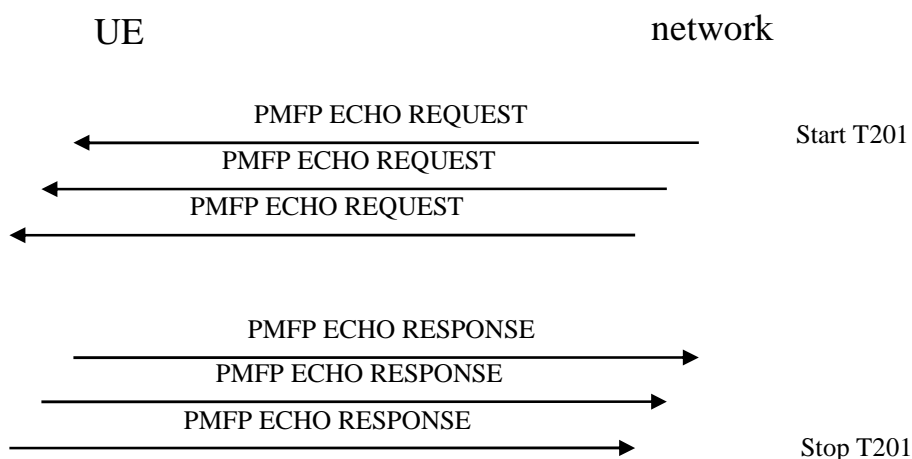 UE
network
PMFP ECHO REQUEST
Start T201
PMFP ECHO REQUEST
PMFP ECHO REQUEST
PMFP ECHO RESPONSE
PMFP ECHO RESPONSE
PMFP ECHO RESPONSE
Stop T201